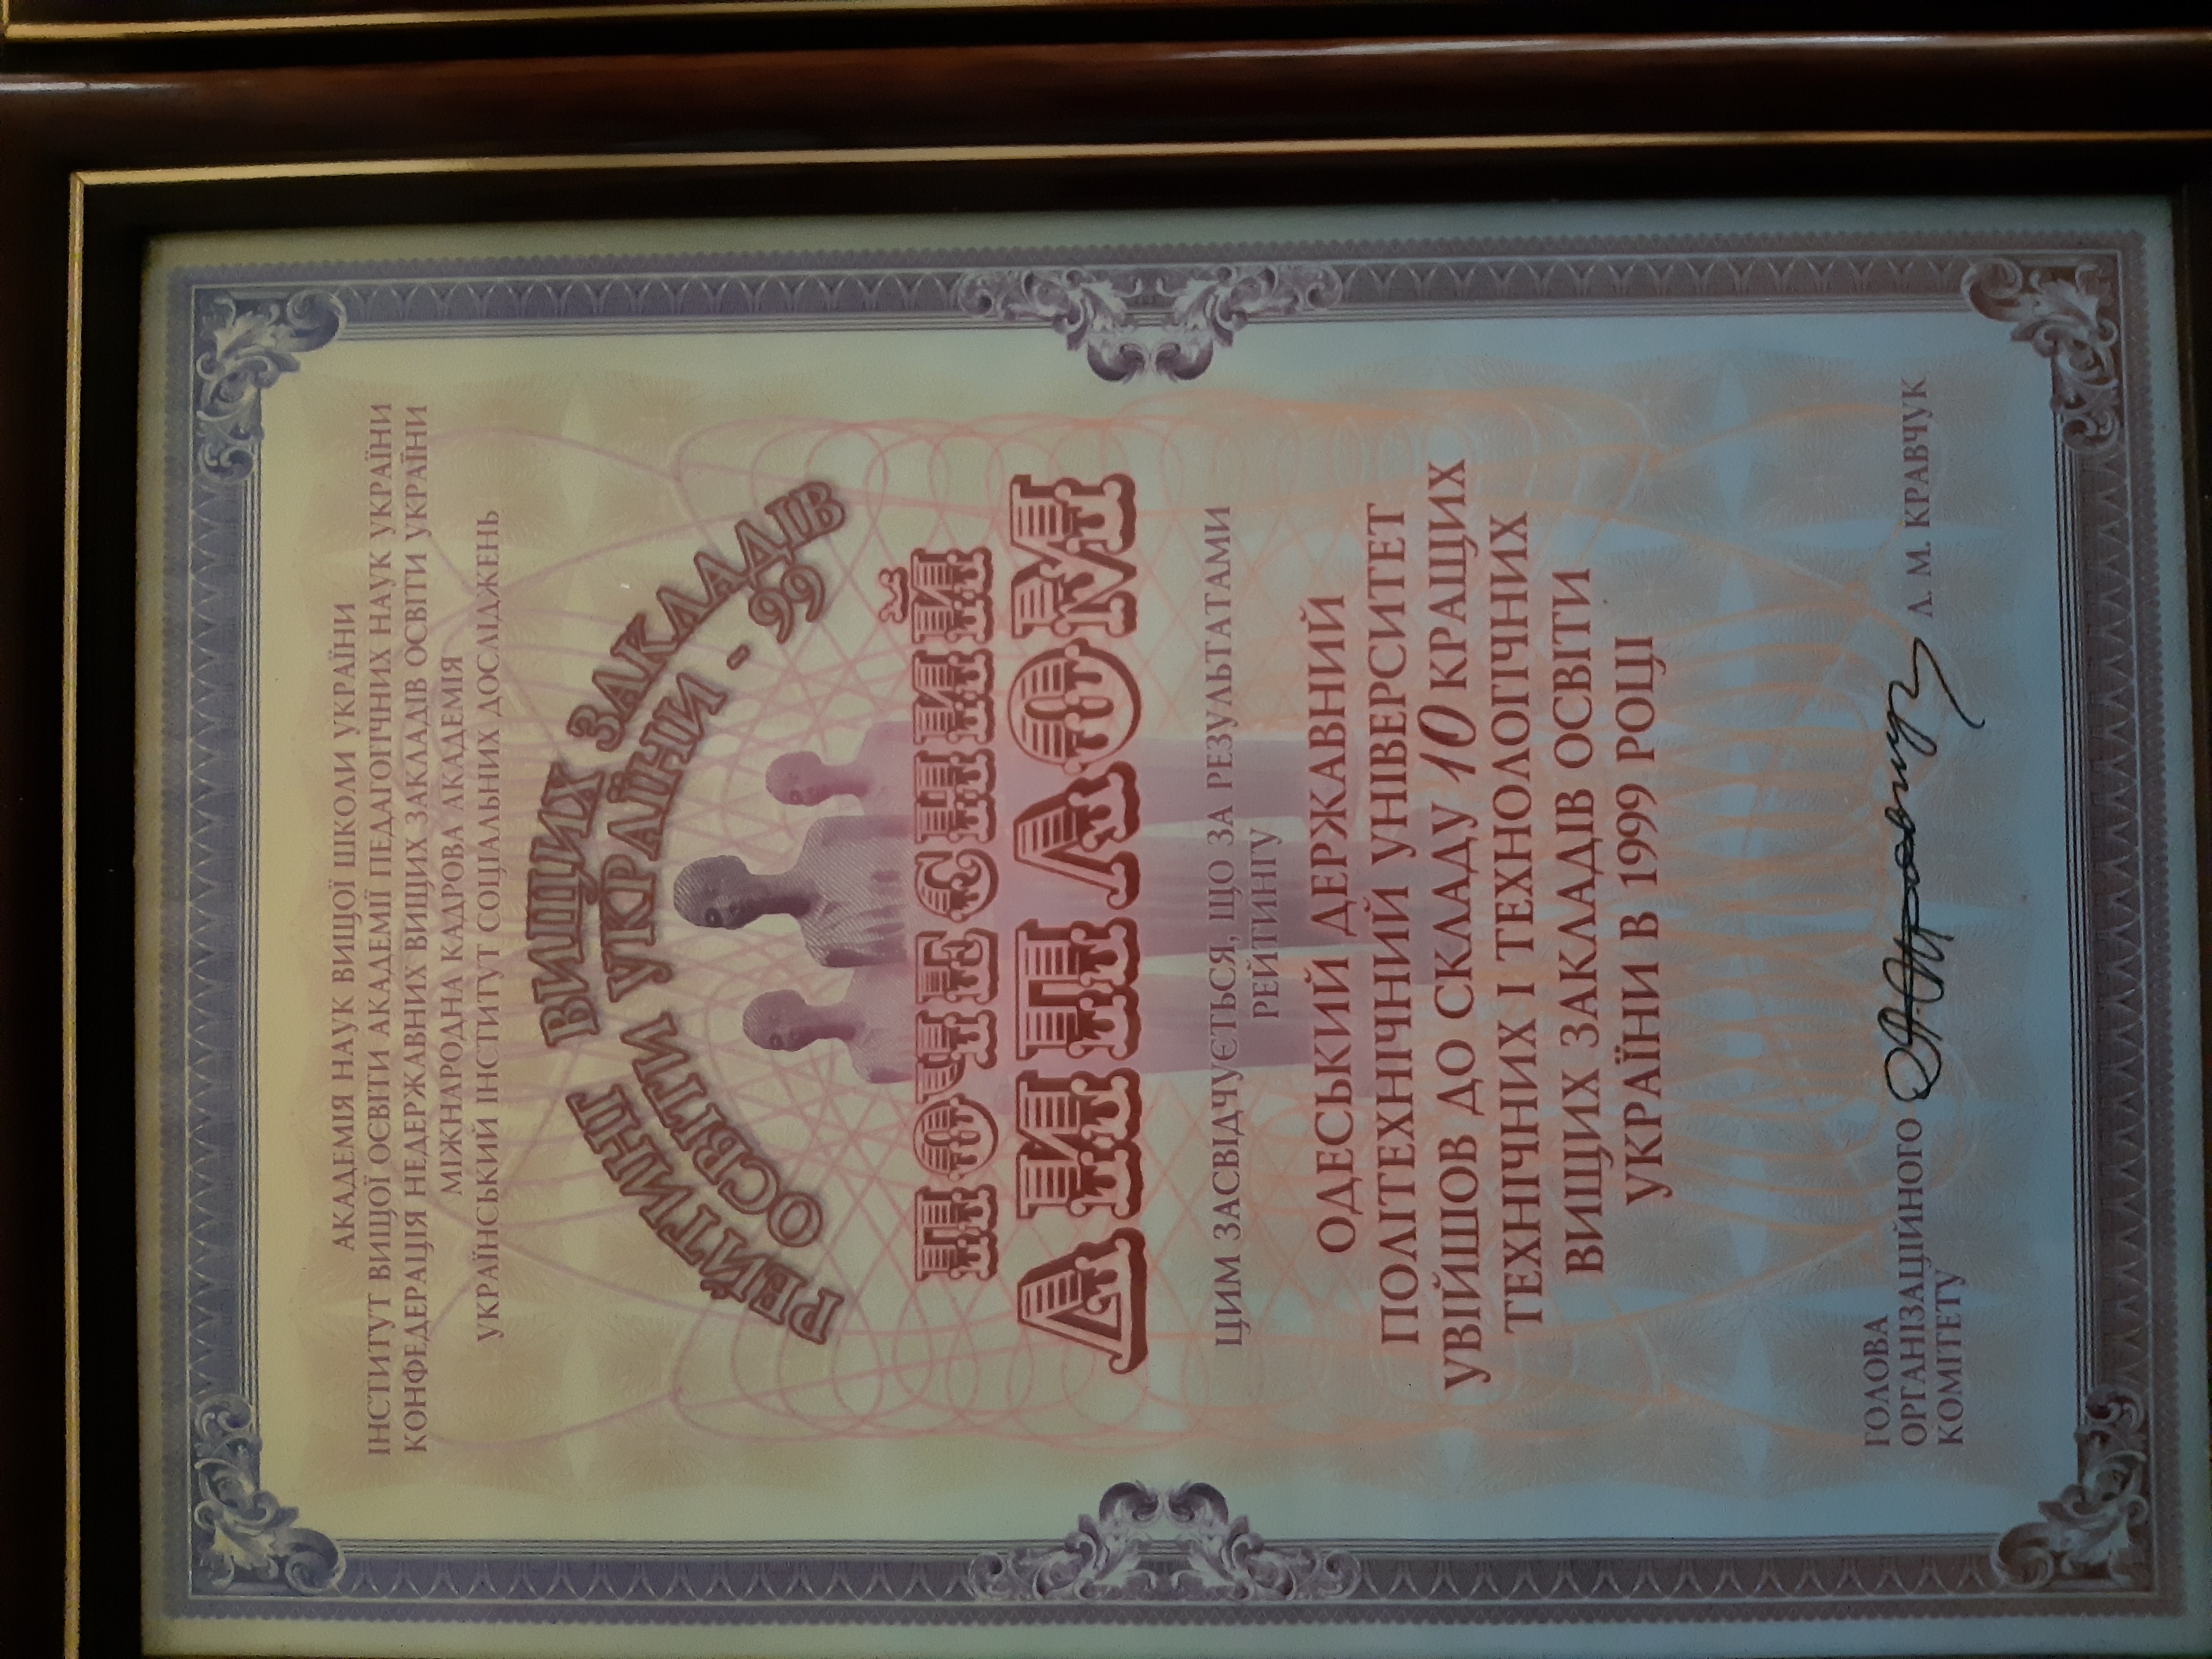 АКАДЕМІЯ НАУК ВИЩОЇ ШКОЛИ УКРАЇНИ
ІНСТИТУТ ВИЩОЇ ОСВІТИ АКАДЕМІЇ ПЕДАГОГІЧНИХ НАУК УКРАЇНИ
КОНФЕДЕРАЦІЯ НЕДЕРЖАВНИХ ВИЩИХ ЗАКЛАДІВ ОСВІТИ УКРАЇНИ
МІЖНАРОДНА КАДРОВА АКАДЕМІЯ
УКРАЇНСЬКИЙ ІНСТИТУТ СОЦІАЛЬНИХ ДОСЛІДЖЕНЬ
РЕЙТИНГ ВИЩИХ ЗАКЛАДІВ
ОСВІТИ УКРАЇНИ - 99
ПОЧЕСНИЙ
ДИПЛОМ
ЦИМ ЗАСВІДЧУЄТЬСЯ, ЩО ЗА РЕЗУЛЬТАТАМИ
РЕЙТИНГУ
ОДЕСЬКИЙ ДЕРЖАВНИЙ
ПОЛІТЕХНІЧНИЙ УНІВЕРСИТЕТ
УВІЙШОВ ДО СКЛАДУ 10 КРАЩИХ
ТЕХНІЧНИХ І ТЕХНОЛОГІЧНИХ
ВИЩИХ ЗАКЛАДІВ ОСВІТИ
УКРАЇНИ В 1999 РОЦІ
ГОЛОВА
ОРГАНІЗАЦІЙНОГО
КОМІТЕТУ
Л. М. КРАВЧУК